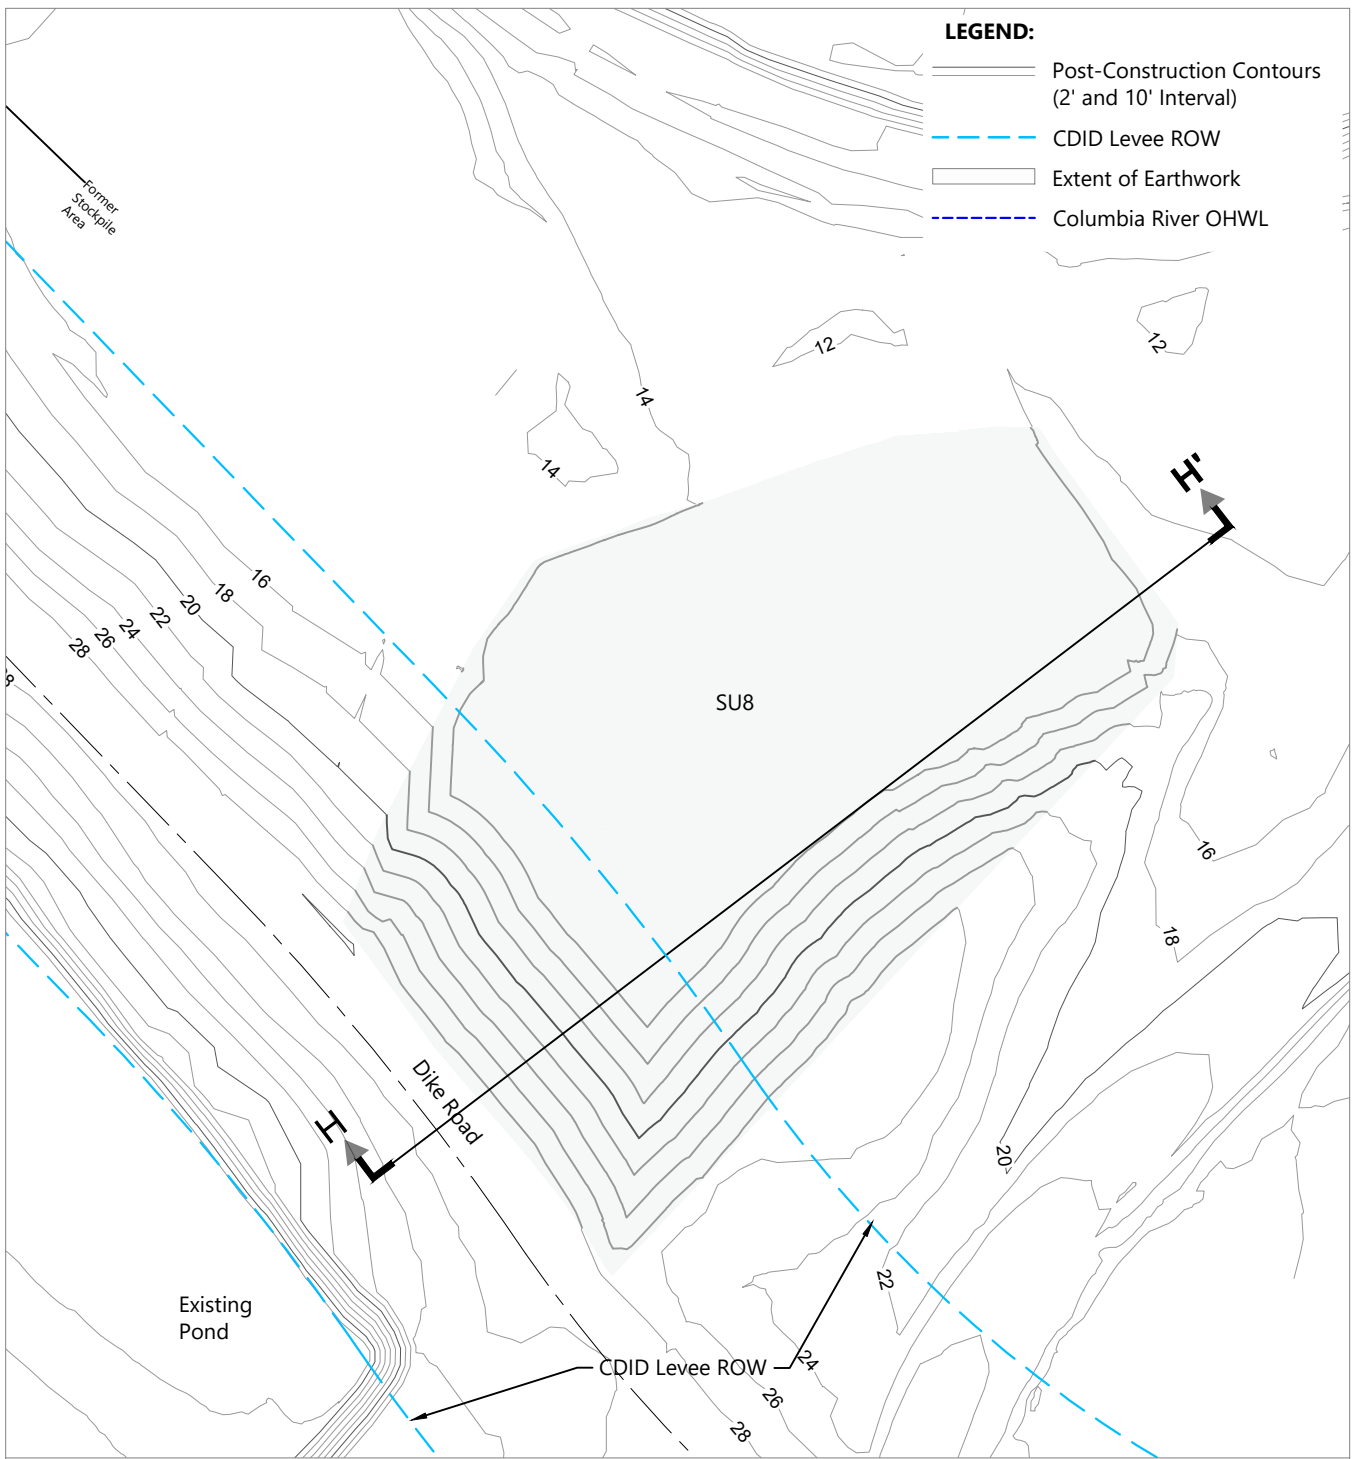 LEGEND:
Post-Construction Contours
(2' and 10' Interval)
CDID Levee ROW
Extent of Earthwork
Columbia River OHWL
Former
Stockpile
Area
12
12
14
14
H'
16
18
20
22
24
26
28
28
SU8
16
18
Dike Road
H
20
22
Existing
Pond
CDID Levee ROW
24
26
28